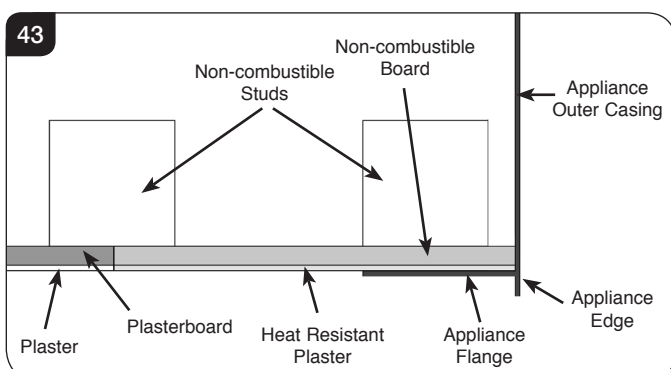 43
Non-combustible
Board
Non-combustible
Studs
Appliance
Outer Casing
Appliance
Edge
Plasterboard
Heat Resistant
Plaster
Appliance
Flange
Plaster